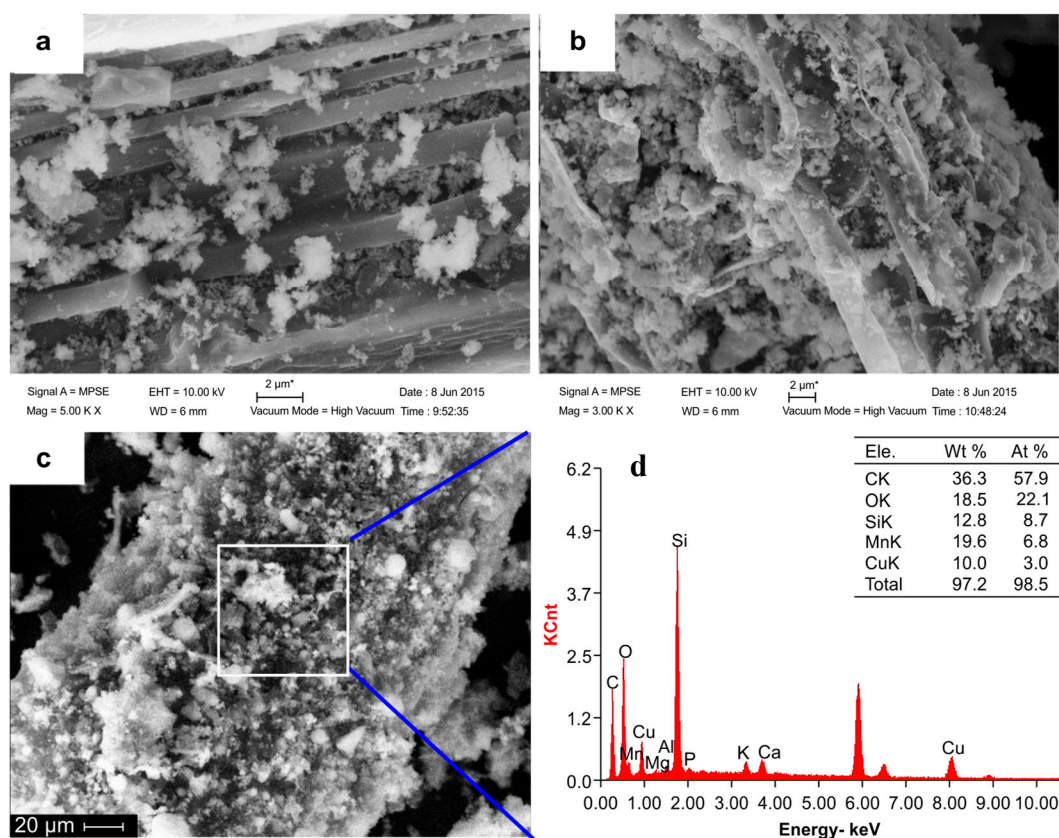 a
b
Signal A = MPSE EHT = 10.00 kV 2 µm* Date : 8 Jun 2015
Mag = 5.00 K X WD = 6 mm Vacuum Mode = High Vacuum Time : 9:52:35
Signal A = MPSE EHT = 10.00 kV 2 µm* Date : 8 Jun 2015
Mag = 3.00 K X WD = 6 mm Vacuum Mode = High Vacuum Time : 10:48:24
c
20 µm
d
Ele. Wt % At %
CK 36.3 57.9
OK 18.5 22.1
SiK 12.8 8.7
MnK 19.6 6.8
CuK 10.0 3.0
Total 97.2 98.5
KCnt
6.2
4.9
3.7
2.5
1.2
0.0
C
O
Mn
Cu
Mg
Al
Si
P
K
Ca
Cu
0.00 1.00 2.00 3.00 4.00 5.00 6.00 7.00 8.00 9.00 10.00
Energy- keV